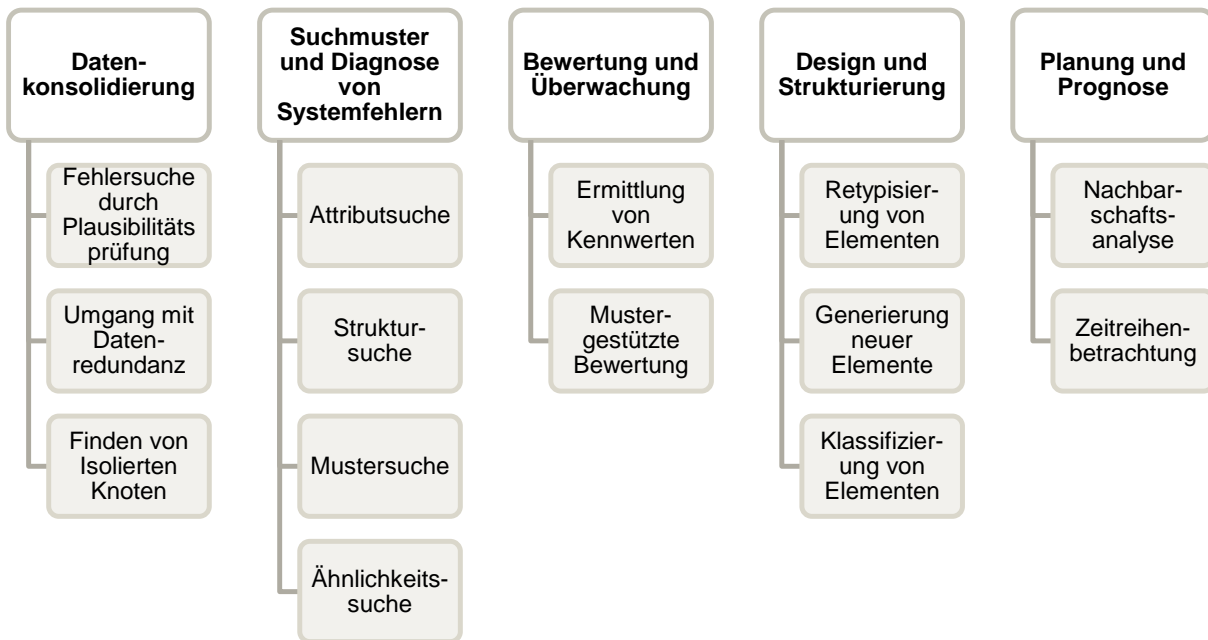 Daten-
konsolidierung
Fehlersuche
durch
Plausibilitäts
prüfung
Umgang mit
Daten-
redundanz
Finden von
Isolierten
Knoten
Suchmuster
und Diagnose
von
Systemfehlern
Attributsuche
Struktur-
suche
Mustersuche
Ähnlichkeits-
suche
Bewertung und
Überwachung
Ermittlung
von
Kennwerten
Muster-
gestützte
Bewertung
Design und
Strukturierung
Retypisier-
ung von
Elementen
Generierung
neuer
Elemente
Klassifizier-
ung von
Elementen
Planung und
Prognose
Nachbar-
schafts-
analyse
Zeitreihen-
betrachtung